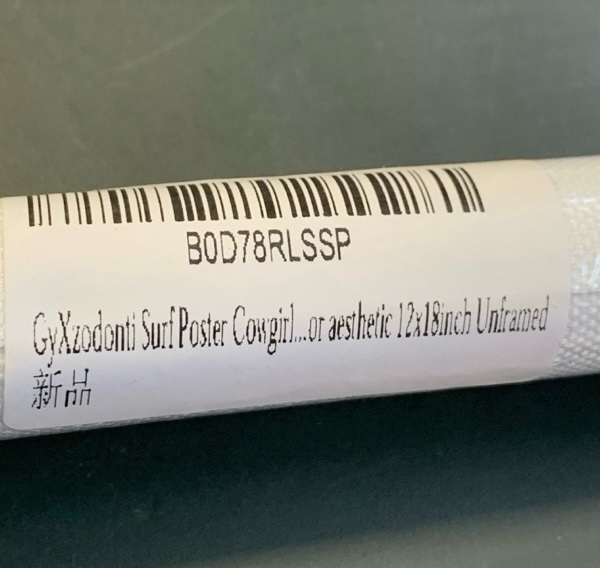 B0D78RLSSP
GyXzodonti Surf Poster Cowgirl...or aesthetic 12x18inch Unframed
新品